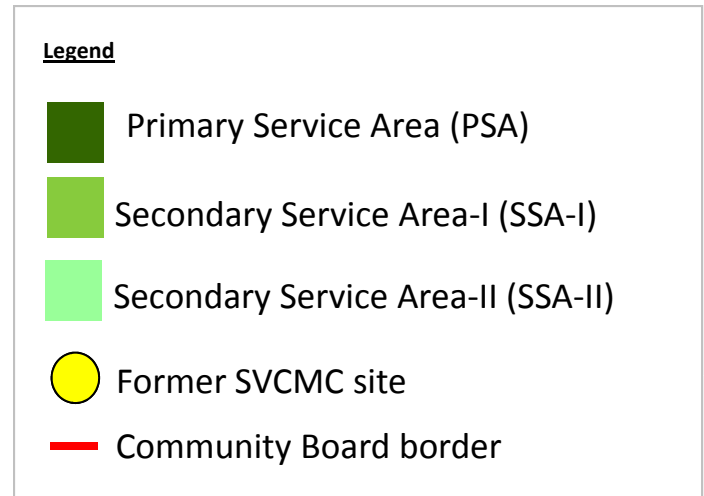 Legend
Primary Service Area (PSA)
Secondary Service Area-I (SSA-I)
Secondary Service Area-II (SSA-II)
Former SVCMC site
Community Board border